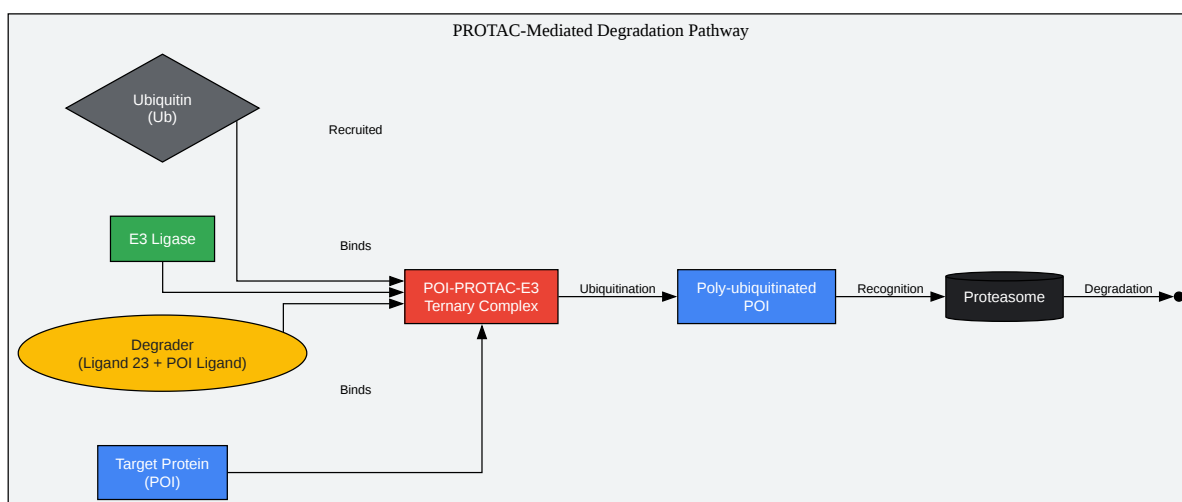 PROTAC-Mediated Degradation Pathway
Ubiquitin
(Ub)
Recruited
E3 Ligase
Binds
POI-PROTAC-E3
Ternary Complex
Ubiquitination
Poly-ubiquitinated
POI
Recognition
Proteasome
Degradation
Degrader
(Ligand 23 + POI Ligand)
Binds
Target Protein
(POI)